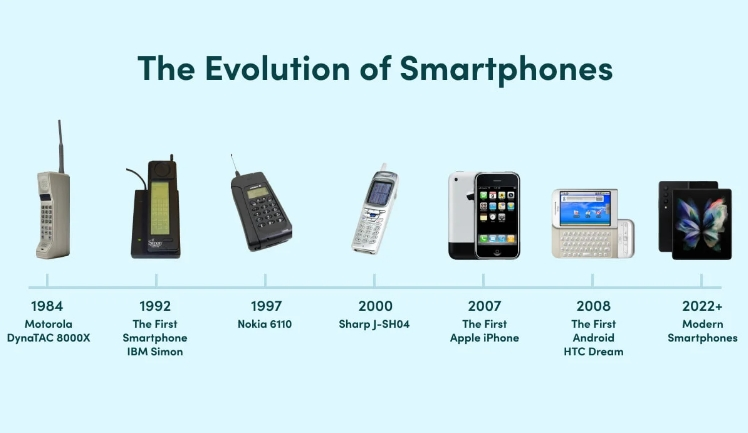 The Evolution of Smartphones
1984
Motorola
DynaTAC 8000X
1992
The First
Smartphone
IBM Simon
1997
Nokia 6110
2000
Sharp J-SH04
2007
The First
Apple iPhone
2008
The First
Android
HTC Dream
2022+
Modern
Smartphones